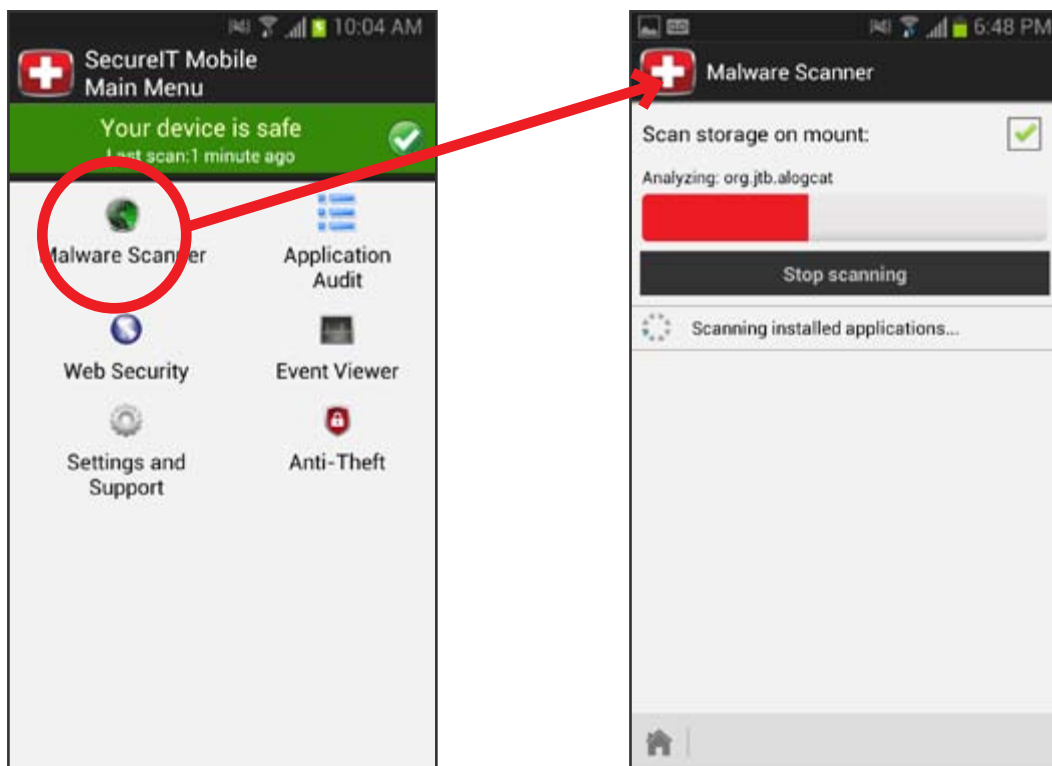 10:04 AM
SecureIT Mobile
Main Menu
Your device is safe
Last scan:1 minute ago
Malware Scanner
Application
Audit
Web Security
Event Viewer
Settings and
Support
Anti-Theft
6:48 PM
Malware Scanner
Scan storage on mount:
Analyzing: org.jtb.alogcat
Stop scanning
Scanning installed applications...